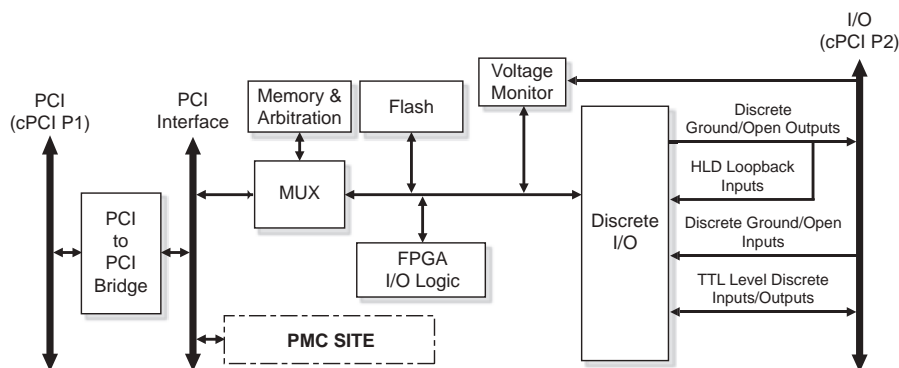 I/O
(cPCI P2)
PCI
(cPCI P1)
PCI
Interface
Memory &
Arbitration
Flash
Voltage
Monitor
Discrete
Ground/Open Outputs
HLD Loopback
Inputs
MUX
PCI
to
PCI
Bridge
Discrete
I/O
Discrete Ground/Open
Inputs
FPGA
I/O Logic
TTL Level Discrete
Inputs/Outputs
PMC SITE